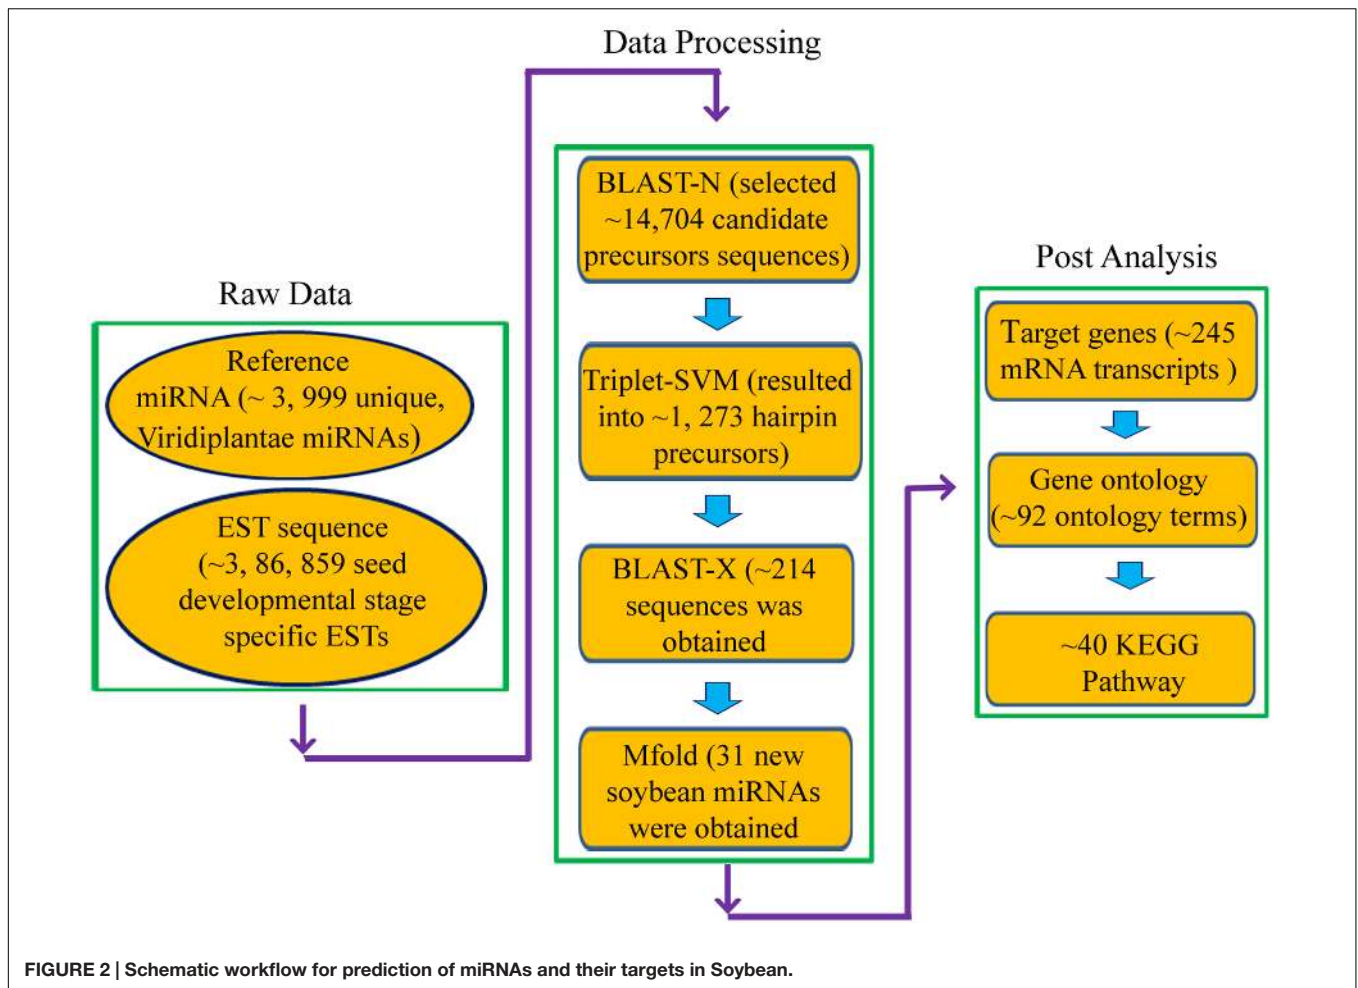 Raw Data
Reference
miRNA (~ 3, 999 unique,
Viridiplantae miRNAs)
EST sequence
(~3, 86, 859 seed
developmental stage
specific ESTs
Data Processing
BLAST-N (selected
~14,704 candidate
precursors sequences)
Triplet-SVM (resulted
into ~1, 273 hairpin
precursors)
BLAST-X (~214
sequences was
obtained
Mfold (31 new
soybean miRNAs
were obtained
Post Analysis
Target genes (~245
mRNA transcripts )
Gene ontology
(~92 ontology terms)
~40 KEGG
Pathway
FIGURE 2 | Schematic workflow for prediction of miRNAs and their targets in Soybean.